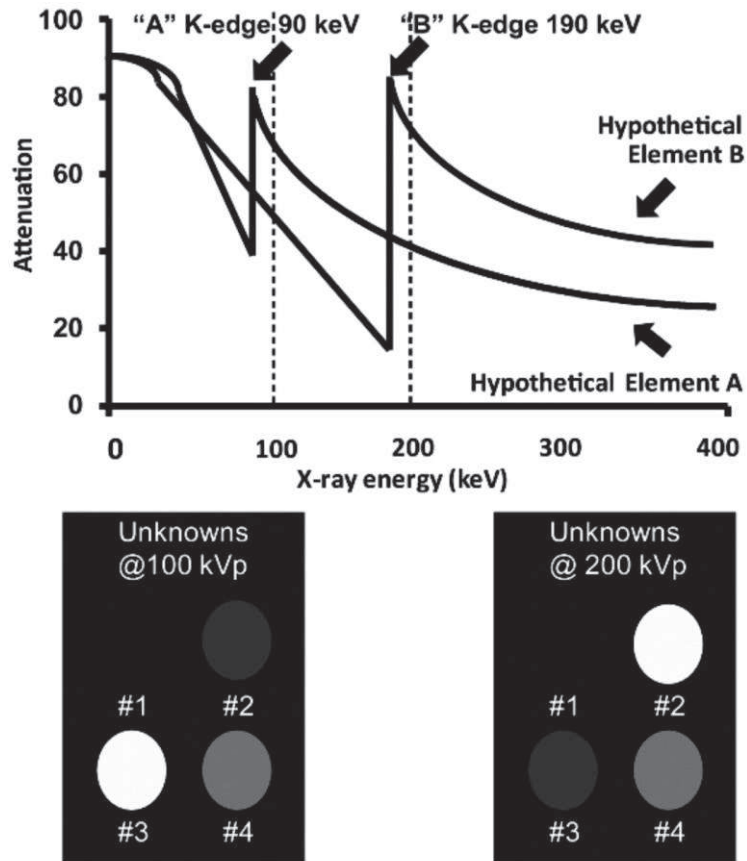 100
“A” K-edge 90 keV
“B” K-edge 190 keV
80
60
40
20
0
Attenuation
Hypothetical
Element B
Hypothetical Element A
0 100 200 300 400
X-ray energy (keV)
Unknowns
@100 kVp
#1 #2
#3 #4
Unknowns
@ 200 kVp
#1 #2
#3 #4